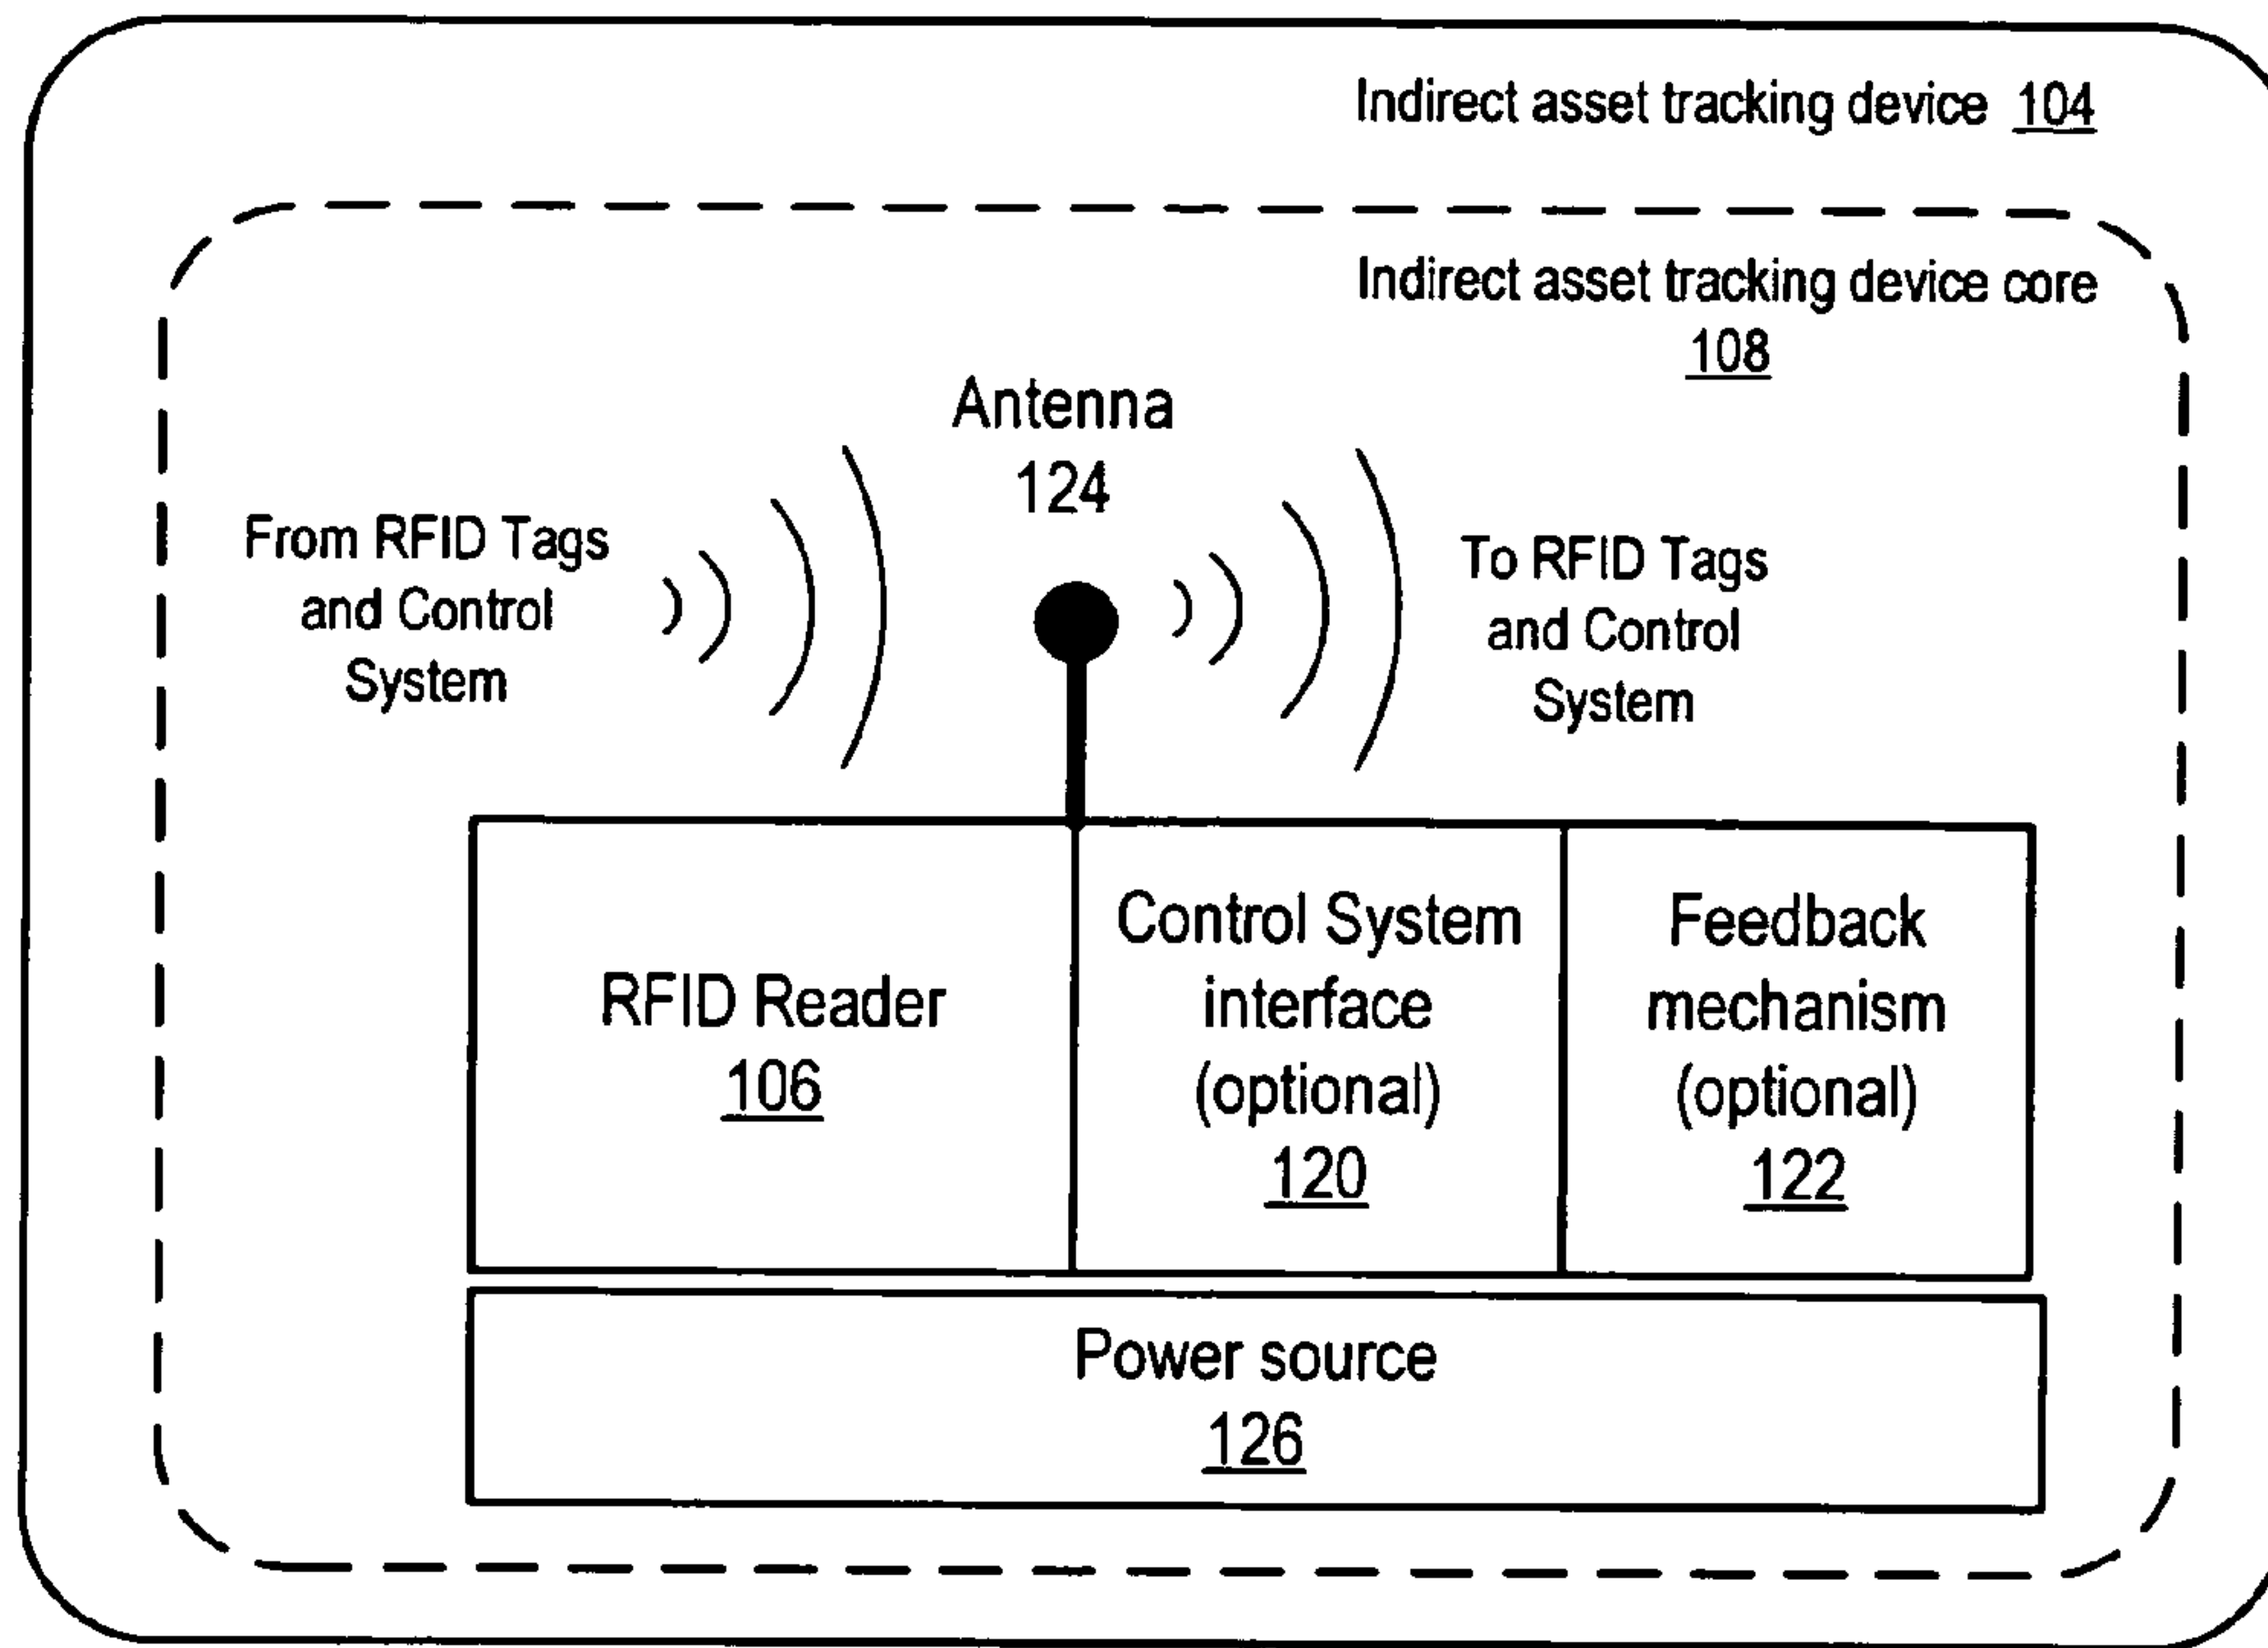 Indirect asset tracking device 104
Indirect asset tracking device core
108
Antenna
124
From RFID Tags
and Control
System
To RFID Tags
and Control
System
RFID Reader
106
Control System
interface
(optional)
120
Feedback
mechanism
(optional)
122
Power source
126